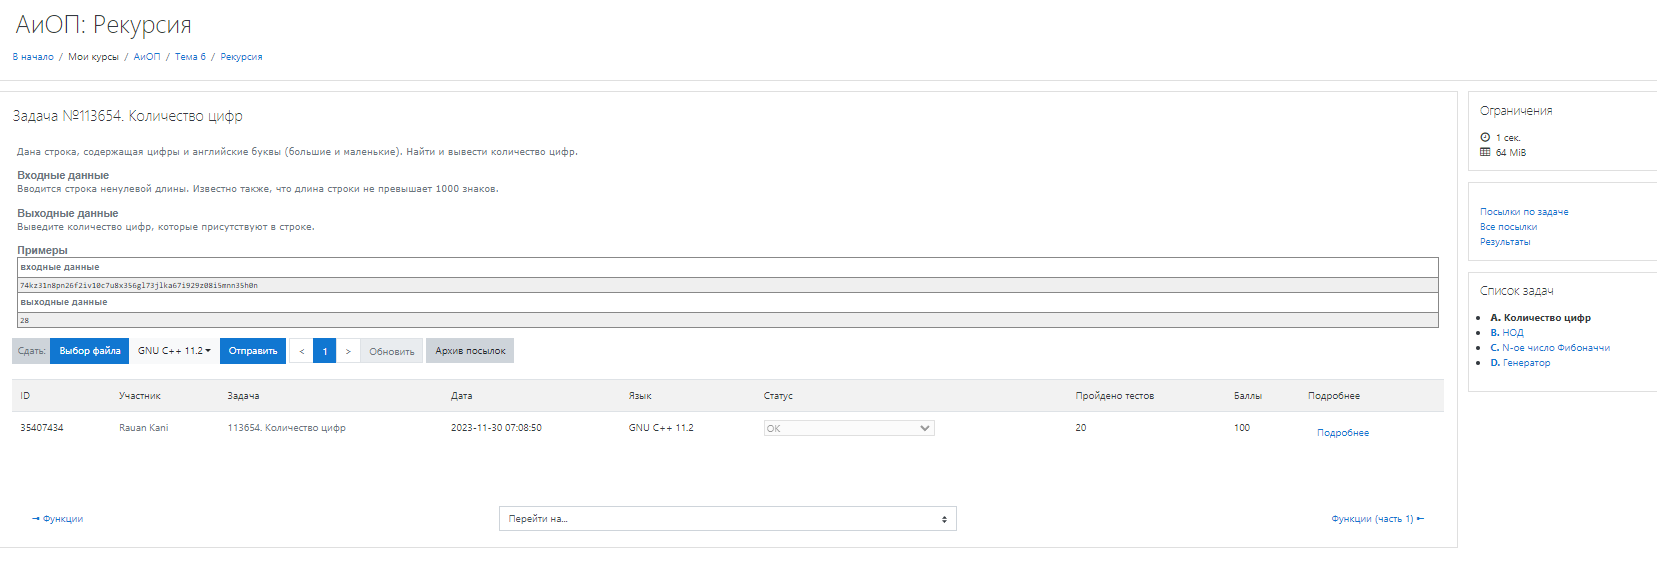 АиОП: Рекурсия
В начало / Мои курсы / АиОП / Тема 6 / Рекурсия
Задача №113654. Количество цифр
Дана строка, содержащая цифры и английские буквы (большие и маленькие). Найти и вывести количество цифр.
Входные данные
Вводится строка ненулевой длины. Известно также, что длина строки не превышает 1000 знаков.
Выходные данные
Выведите количество цифр, которые присутствуют в строке.
Примеры
входные данные
74kz31n8pn26f2iv10c7u8x356gl73jlka67i929z08i5mnn35h0n
выходные данные
28
Сдать: Выбор файла GNU C++ 11.2 Отправить < 1 > Обновить Архив посылок
ID Участник Задача Дата Язык Статус Пройдено тестов Баллы Подробнее
35407434 Rauan Kani 113654. Количество цифр 2023-11-30 07:08:50 GNU C++ 11.2 OK 20 100 Подробнее
⇥ Функции
Перейти на...
Функции (часть 1) ⇤
Ограничения
1 сек.
64 MiB
Посылки по задаче
Все посылки
Результаты
Список задач
A. Количество цифр
B. НОД
C. N-ое число Фибоначчи
D. Генератор